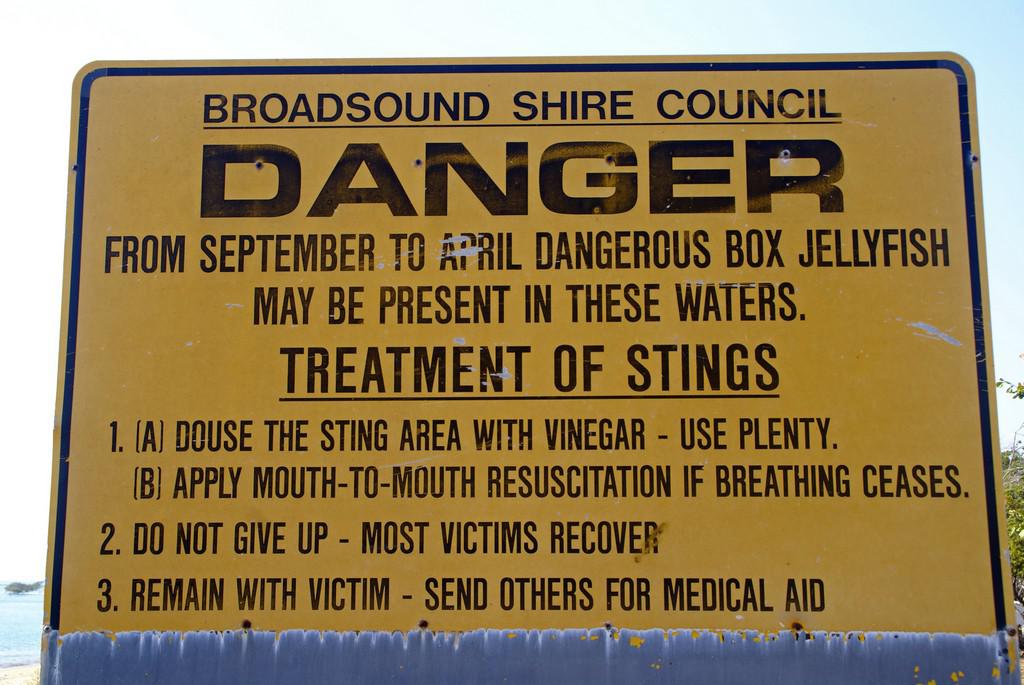 BROADSOUND SHIRE COUNCIL
DANGER
FROM SEPTEMBER TO APRIL DANGEROUS BOX JELLYFISH
MAY BE PRESENT IN THESE WATERS.
TREATMENT OF STINGS
1. (A) DOUSE THE STING AREA WITH VINEGAR - USE PLENTY.
(B) APPLY MOUTH-TO-MOUTH RESUSCITATION IF BREATHING CEASES.
2. DO NOT GIVE UP - MOST VICTIMS RECOVER
3. REMAIN WITH VICTIM - SEND OTHERS FOR MEDICAL AID